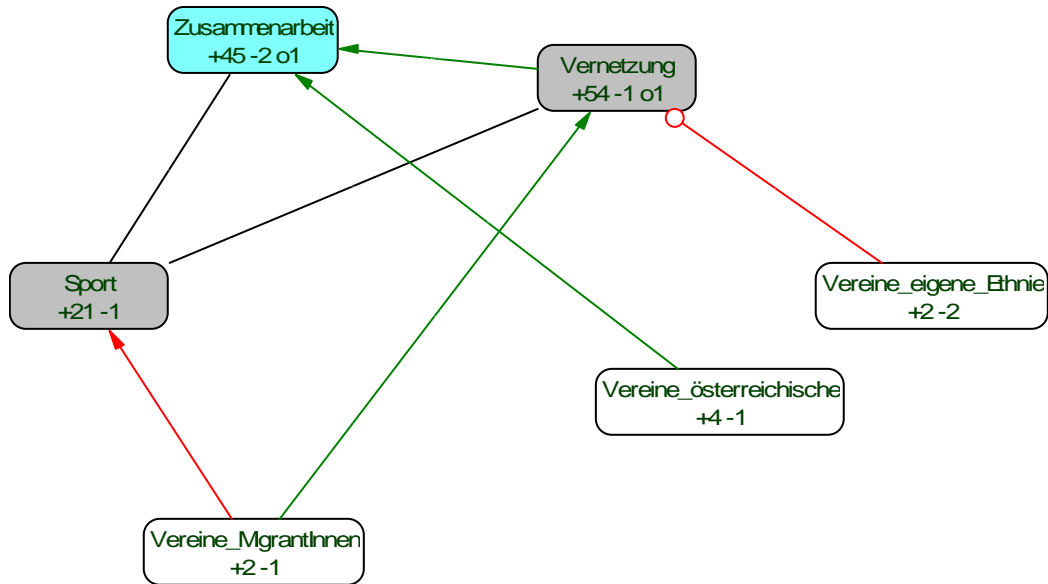 Zusammenarbeit
+45 -2 o1
Vernetzung
+54 -1 o1
Sport
+21 -1
Vereine_eigene_Ethnie
+2 -2
Vereine_österreichische
+4 -1
Vereine_MigrantInnen
+2 -1